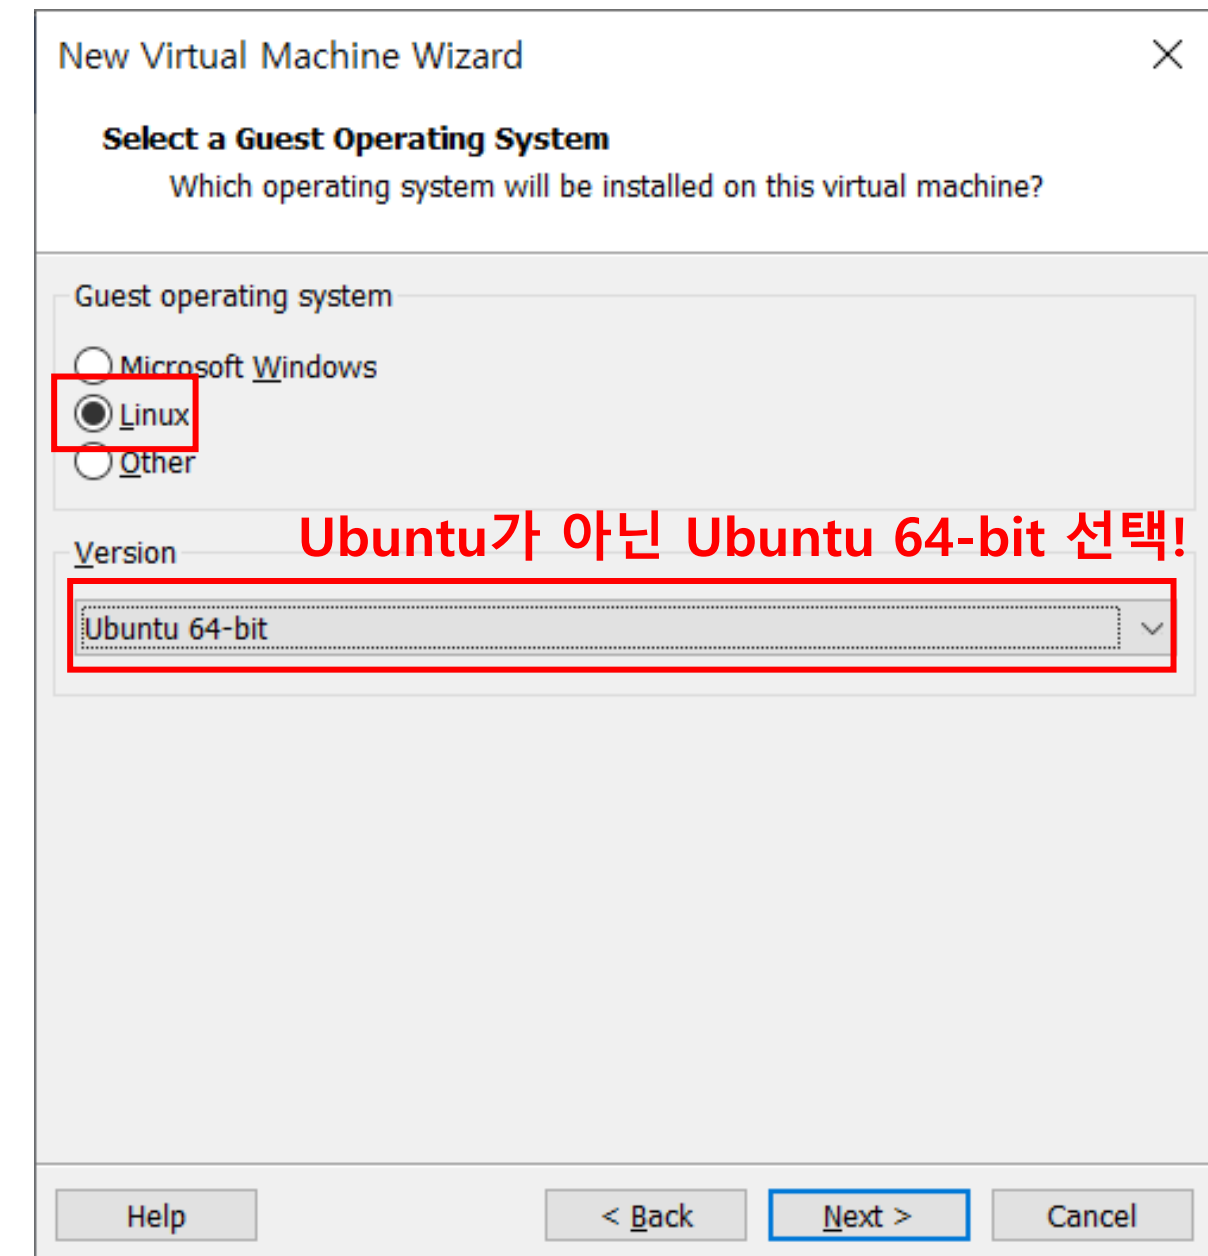 New Virtual Machine Wizard
Select a Guest Operating System
Which operating system will be installed on this virtual machine?
Guest operating system
Microsoft Windows
Linux
Other
Ubuntu가 아닌 Ubuntu 64-bit 선택!
Version
Ubuntu 64-bit
Help
< Back
Next >
Cancel